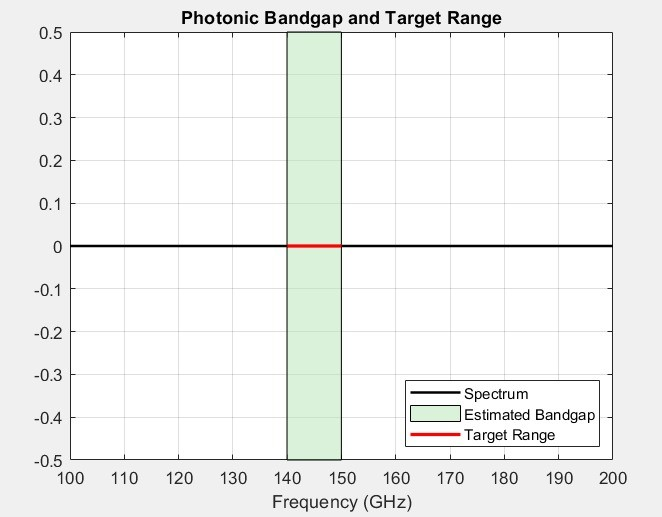 Photonic Bandgap and Target Range
0.5
0.4
0.3
0.2
0.1
0
-0.1
-0.2
-0.3
-0.4
-0.5
Spectrum
Estimated Bandgap
Target Range
100 110 120 130 140 150 160 170 180 190 200
Frequency (GHz)